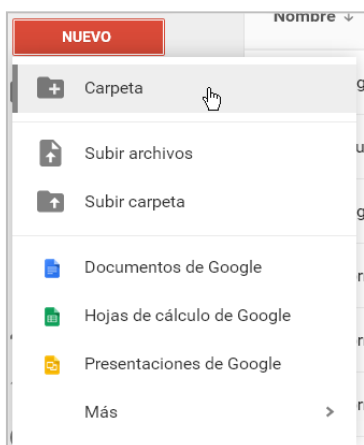 Nombre
NUEVO
Carpeta
Subir archivos
Subir carpeta
Documentos de Google
Hojas de cálculo de Google
Presentaciones de Google
Más